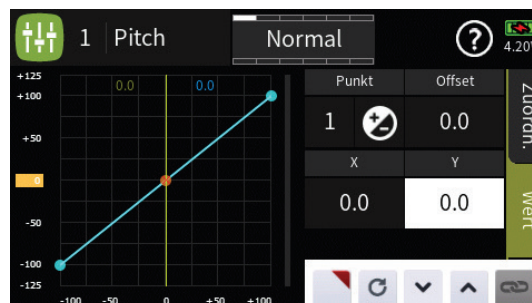 1 Pitch Normal ? 4.20V
+125
+100
+50
0
-50
-100
-125
0.0 0.0
-100 -50 0 +50 +100
Punkt Offset
1 0.0
X Y
0.0 0.0
Zuordn.
Wert